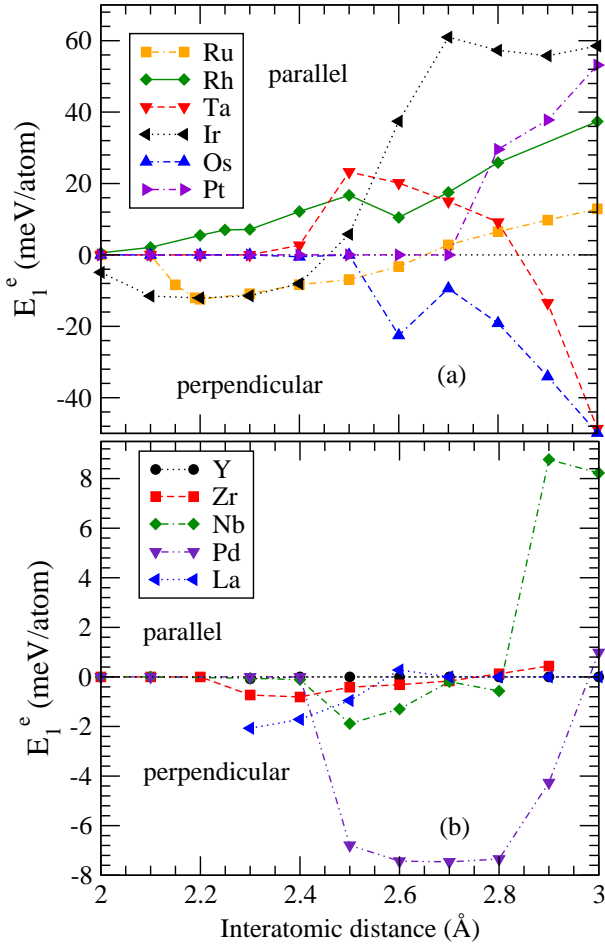 60
40
20
0
-20
-40
E₁ᵉ (meV/atom)
Ru
Rh
Ta
Ir
Os
Pt
parallel
perpendicular
(a)
8
6
4
2
0
-2
-4
-6
-8
E₁ᵉ (meV/atom)
Y
Zr
Nb
Pd
La
parallel
perpendicular
(b)
2 2.2 2.4 2.6 2.8 3
Interatomic distance (Å)